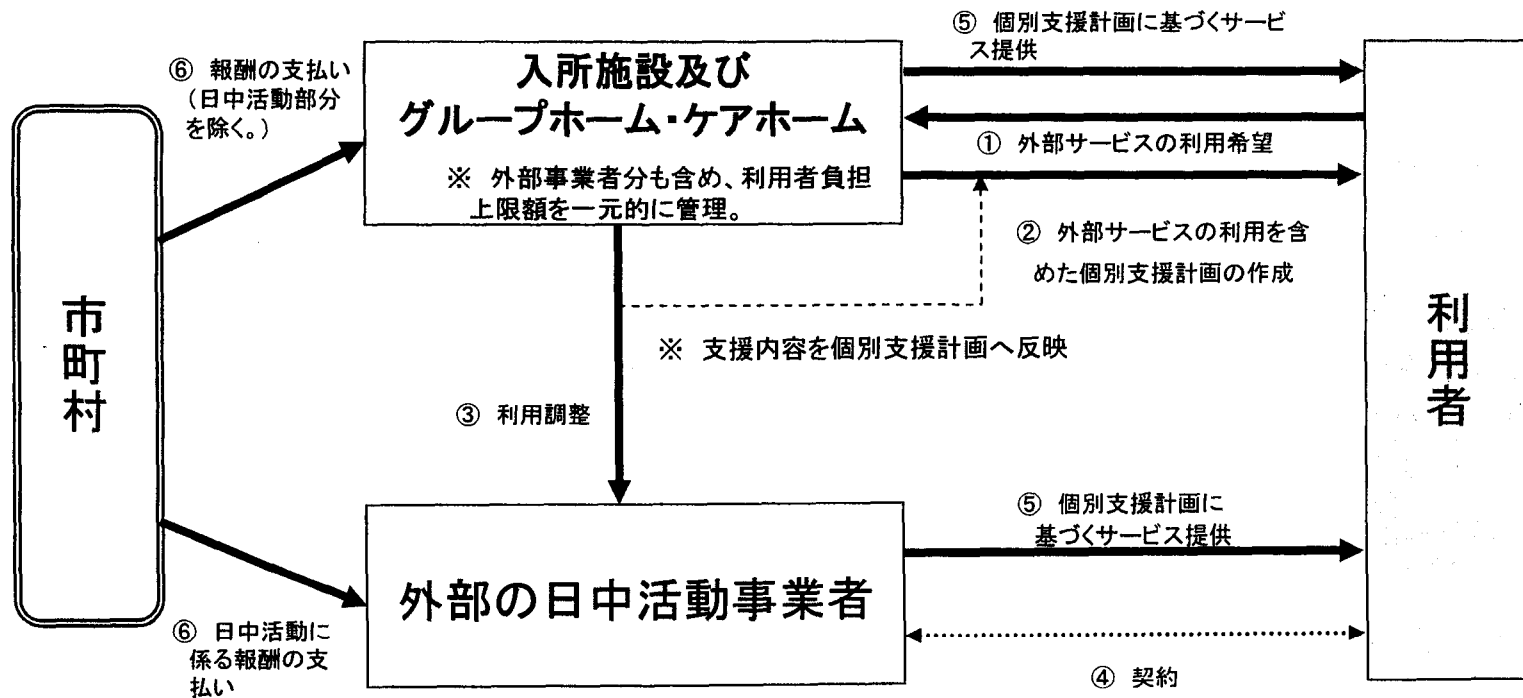 ⑥ 報酬の支払い
(日中活動部分
を除く。)
入所施設及び
グループホーム・ケアホーム
※ 外部事業者分も含め、利用者負担
上限額を一元的に管理。
⑤ 個別支援計画に基づくサービ
ス提供
① 外部サービスの利用希望
② 外部サービスの利用を含
めた個別支援計画の作成
市町村
利用者
※ 支援内容を個別支援計画へ反映
③ 利用調整
⑤ 個別支援計画に
基づくサービス提供
外部の日中活動事業者
⑥ 日中活動に
係る報酬の支
払い
④ 契約